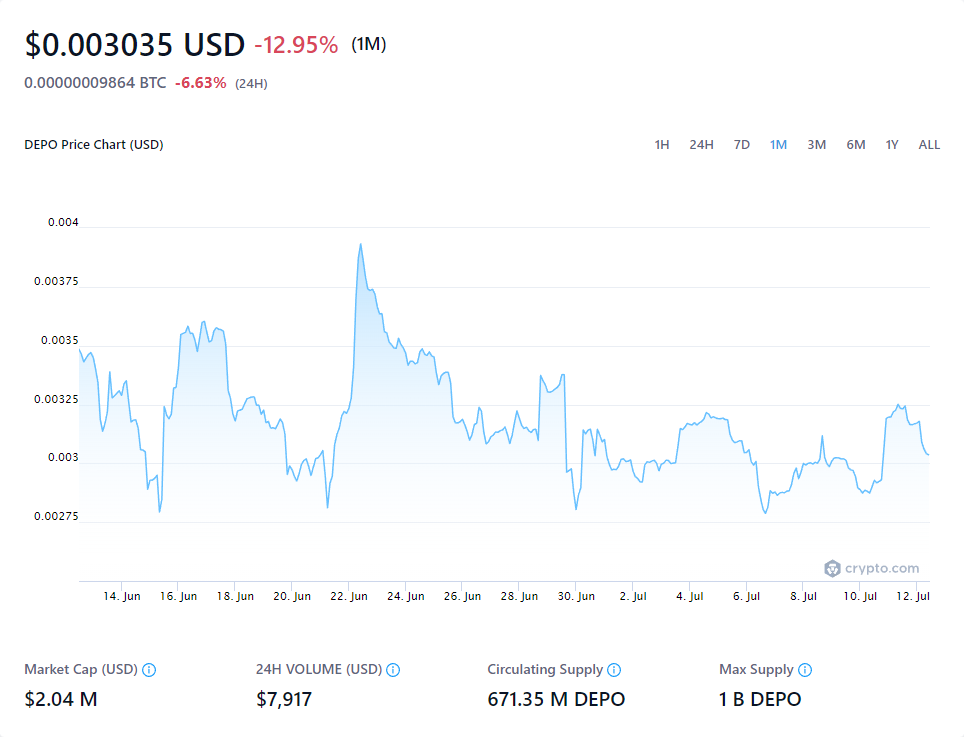 $0.003035 USD -12.95% (1M)
0.00000009864 BTC -6.63% (24H)
DEPO Price Chart (USD) 1H 24H 7D 1M 3M 6M 1Y ALL
0.004
0.00375
0.0035
0.00325
0.003
0.00275
crypto.com
14. Jun 16. Jun 18. Jun 20. Jun 22. Jun 24. Jun 26. Jun 28. Jun 30. Jun 2. Jul 4. Jul 6. Jul 8. Jul 10. Jul 12. Jul
Market Cap (USD) 24H VOLUME (USD) Circulating Supply Max Supply
$2.04 M $7,917 671.35 M DEPO 1 B DEPO